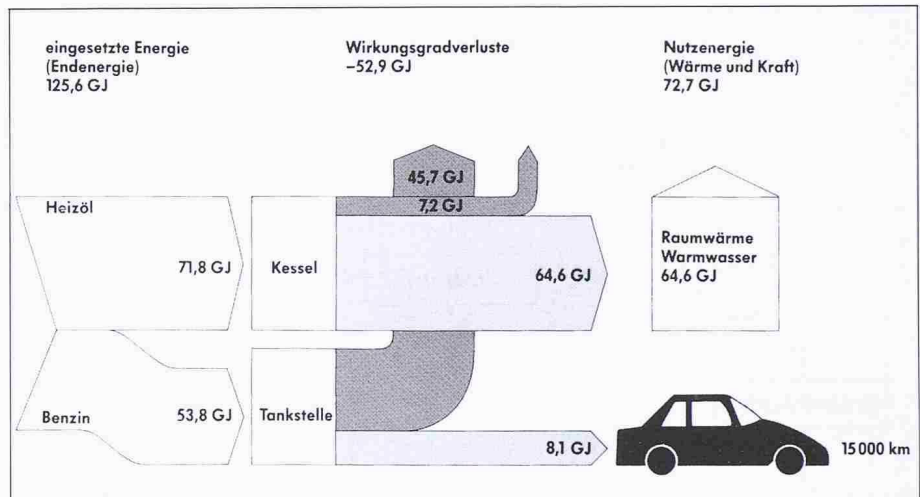 eingesetzte Energie
(Endenergie)
125,6 GJ
Wirkungsgradverluste
–52,9 GJ
Nutzenergie
(Wärme und Kraft)
72,7 GJ
45,7 GJ
7,2 GJ
Heizöl
71,8 GJ
Kessel
64,6 GJ
Raumwärme
Warmwasser
64,6 GJ
Benzin
53,8 GJ
Tankstelle
8,1 GJ
15 000 km